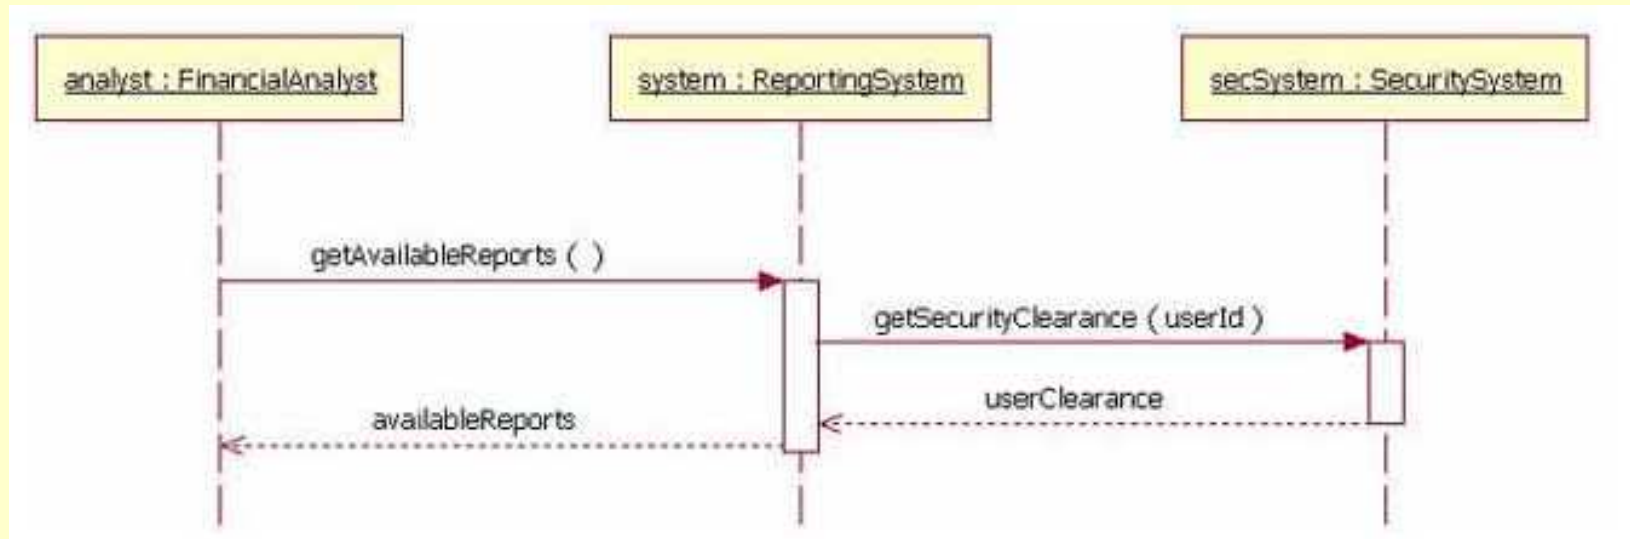 analyst : FinancialAnalyst
system : ReportingSystem
secSystem : SecuritySystem
getAvailableReports ( )
getSecurityClearance ( userId )
userClearance
availableReports